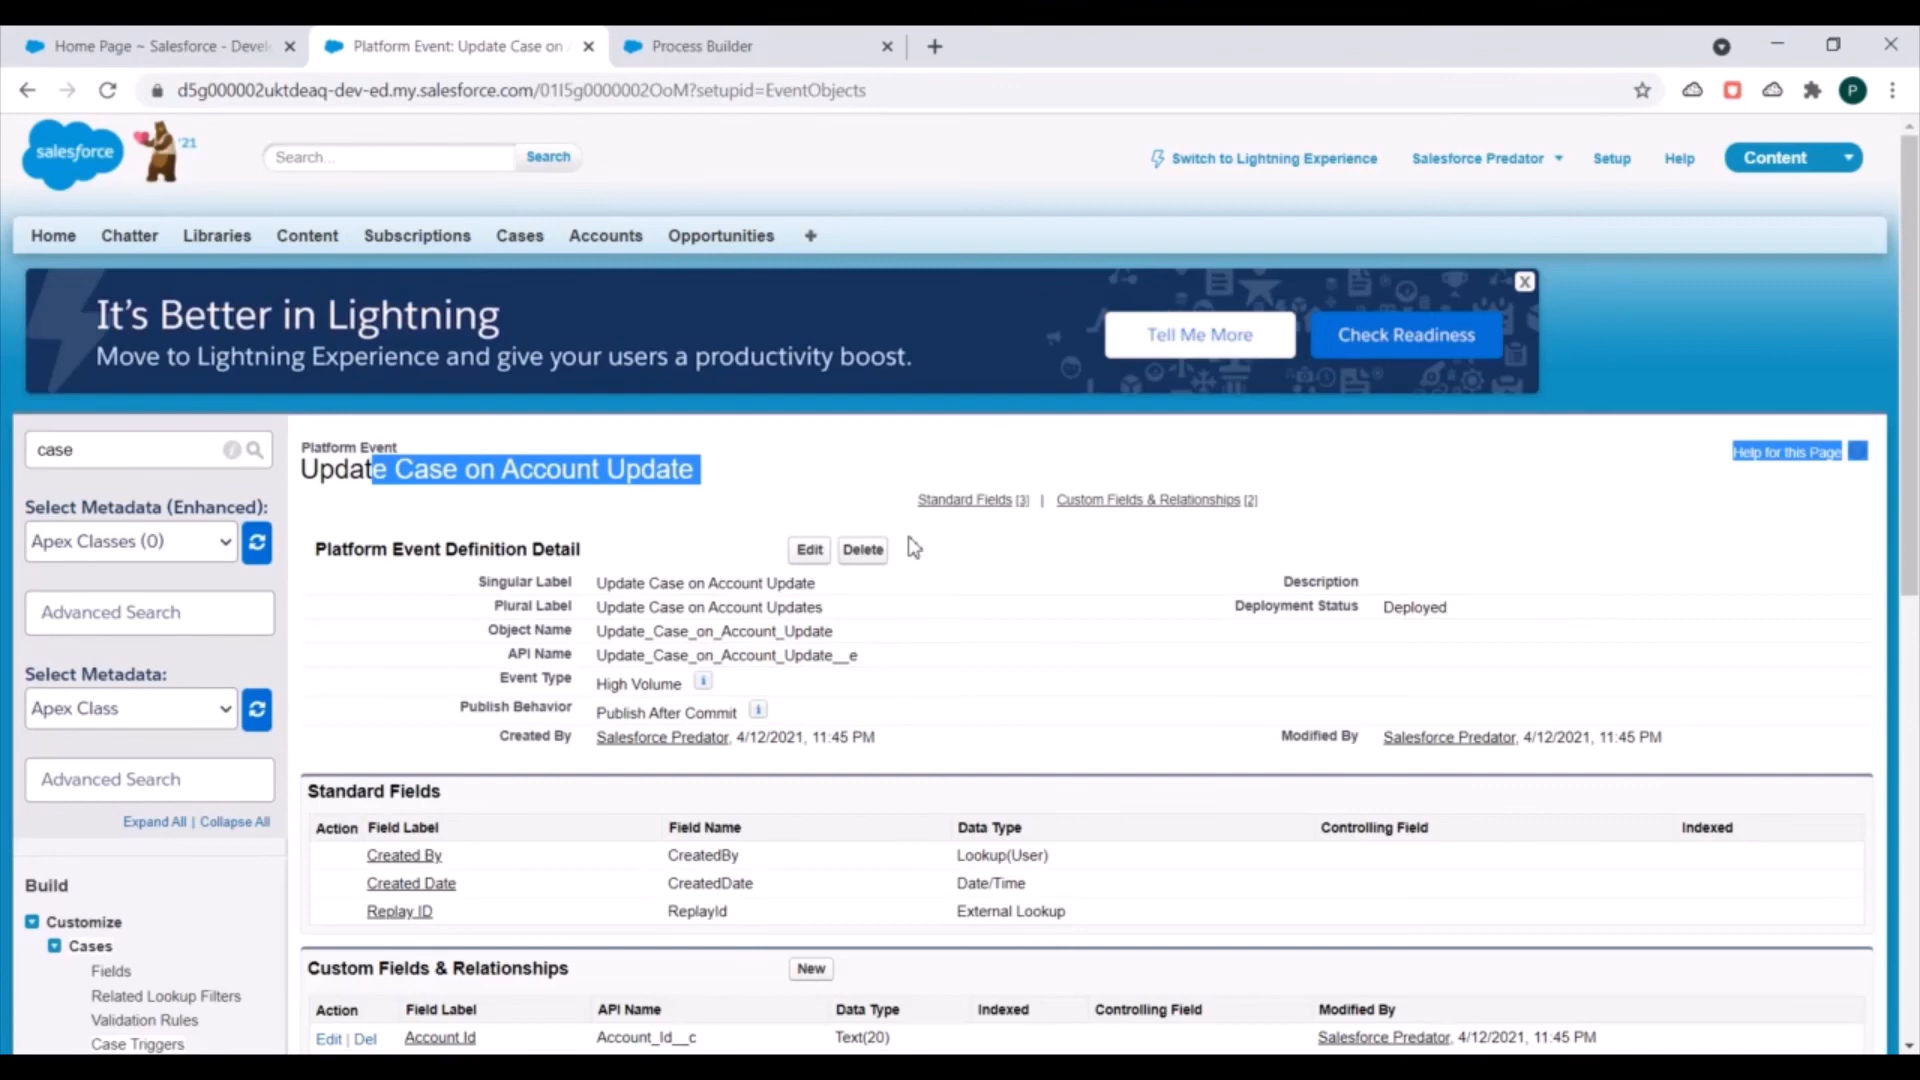 Home Page ~ Salesforce - Devel
Platform Event: Update Case on
Process Builder
d5g000002uktdeaq-dev-ed.my.salesforce.com/01I5g0000002OoM?setupid=EventObjects
P
salesforce
'21
Search...
Search
Switch to Lightning Experience
Salesforce Predator
Setup
Help
Content
Home
Chatter
Libraries
Content
Subscriptions
Cases
Accounts
Opportunities
+
It's Better in Lightning
Move to Lightning Experience and give your users a productivity boost.
Tell Me More
Check Readiness
X
case
Select Metadata (Enhanced):
Apex Classes (0)
Advanced Search
Select Metadata:
Apex Class
Advanced Search
Expand All | Collapse All
Build
Customize
Cases
Fields
Related Lookup Filters
Validation Rules
Case Triggers
Platform Event
Update Case on Account Update
Help for this Page
Standard Fields [3] | Custom Fields & Relationships [2]
Platform Event Definition Detail
Edit
Delete
Singular Label Update Case on Account Update Description
Plural Label Update Case on Account Updates Deployment Status Deployed
Object Name Update_Case_on_Account_Update
API Name Update_Case_on_Account_Update__e
Event Type High Volume i
Publish Behavior Publish After Commit i
Created By Salesforce Predator, 4/12/2021, 11:45 PM Modified By Salesforce Predator, 4/12/2021, 11:45 PM
Standard Fields
Action Field Label Field Name Data Type Controlling Field Indexed
Created By CreatedBy Lookup(User)
Created Date CreatedDate Date/Time
Replay ID ReplayId External Lookup
Custom Fields & Relationships New
Action Field Label API Name Data Type Indexed Controlling Field Modified By
Edit | Del Account Id Account_Id__c Text(20) Salesforce Predator, 4/12/2021, 11:45 PM